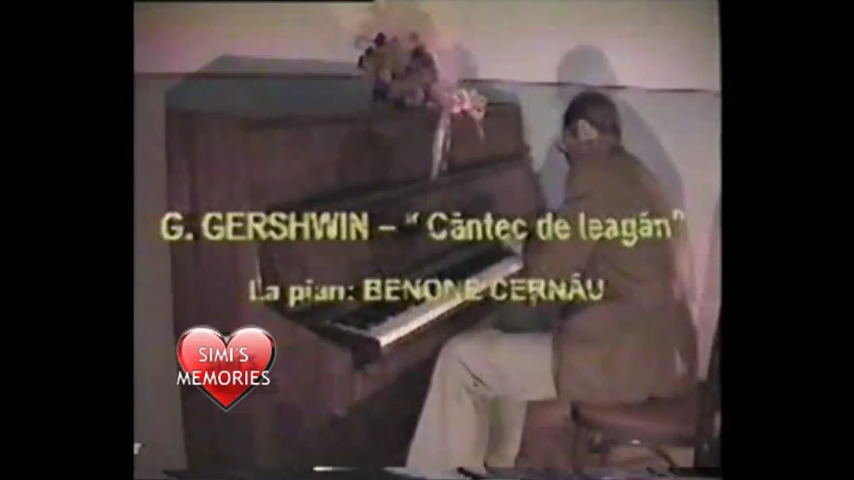 G. GERSHWIN – " Cântec de leagăn"
La pian: BENONE CERNĂU
SIMI'S
MEMORIES